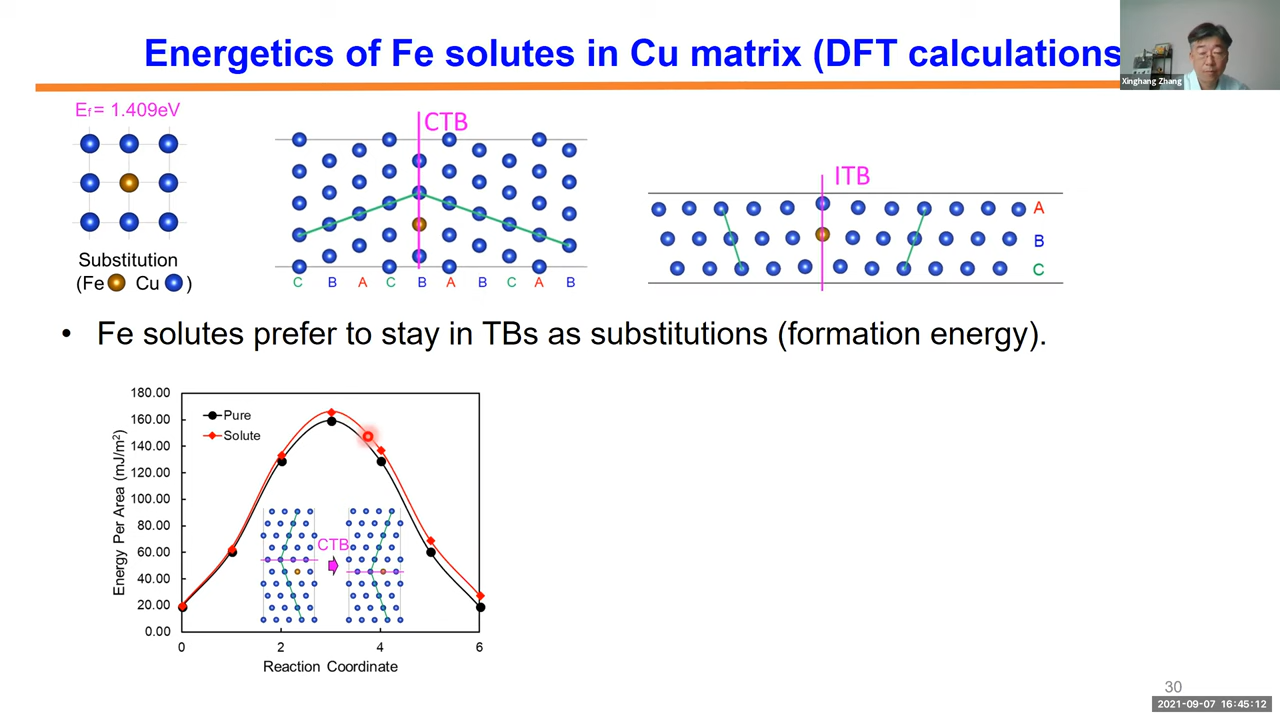 Energetics of Fe solutes in Cu matrix (DFT calculations
Xinghang Zhang
Ef = 1.409eV
Substitution
(Fe Cu )
CTB
C B A C B A B C A B
ITB
A
B
C
• Fe solutes prefer to stay in TBs as substitutions (formation energy).
180.00
160.00
140.00
120.00
100.00
80.00
60.00
40.00
20.00
0.00
Energy Per Area (mJ/m²)
Pure
Solute
CTB
0 2 4 6
Reaction Coordinate
30
2021-09-07 16:45:12